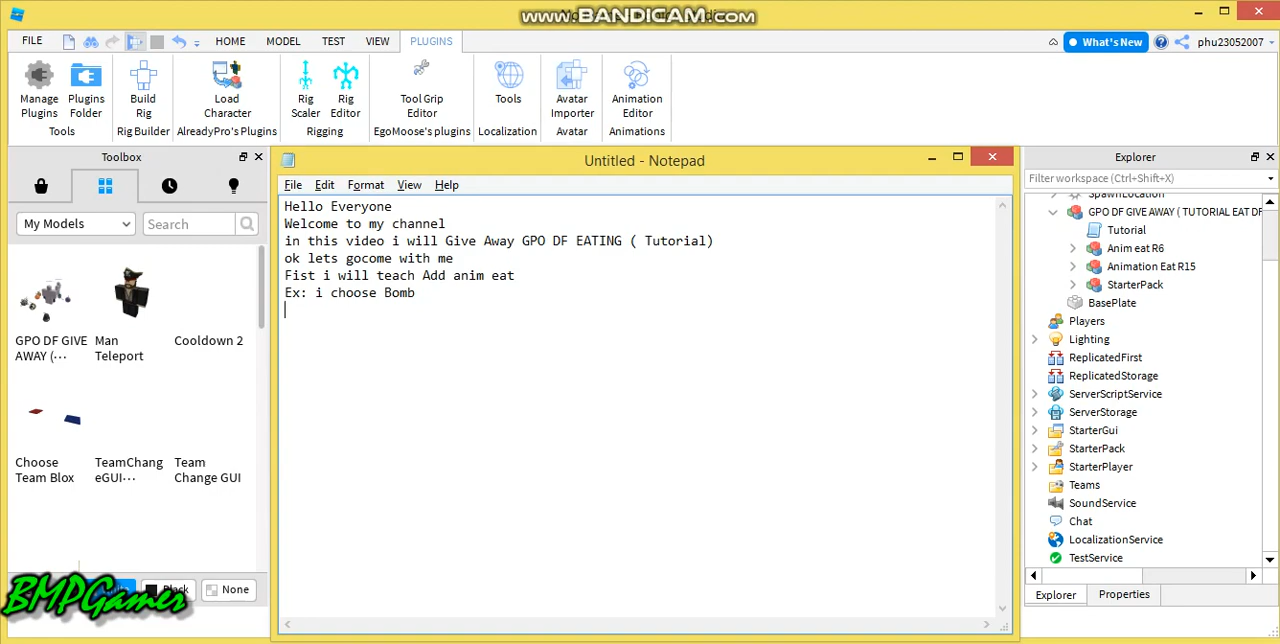 www.BANDICAM.com
FILE
HOME
MODEL
TEST
VIEW
PLUGINS
What's New
phu23052007
Manage Plugins
Plugins Folder
Build Rig
Load Character
Rig Scaler
Rig Editor
Tool Grip Editor
Tools
Avatar Importer
Animation Editor
Tools
Rig Builder
AlreadyPro's Plugins
Rigging
EgoMoose's plugins
Localization
Avatar
Animations
Toolbox
My Models
Search
GPO DF GIVE AWAY (···
Man Teleport
Cooldown 2
Choose Team Blox
TeamChangeGUI···
Team Change GUI
Black
None
BMPGamer
Untitled - Notepad
File Edit Format View Help
Hello Everyone
Welcome to my channel
in this video i will Give Away GPO DF EATING ( Tutorial)
ok lets gocome with me
Fist i will teach Add anim eat
Ex: i choose Bomb
Explorer
Filter workspace (Ctrl+Shift+X)
SpawnLocation
GPO DF GIVE AWAY ( TUTORIAL EAT DF
Tutorial
Anim eat R6
Animation Eat R15
StarterPack
BasePlate
Players
Lighting
ReplicatedFirst
ReplicatedStorage
ServerScriptService
ServerStorage
StarterGui
StarterPack
StarterPlayer
Teams
SoundService
Chat
LocalizationService
TestService
Explorer
Properties